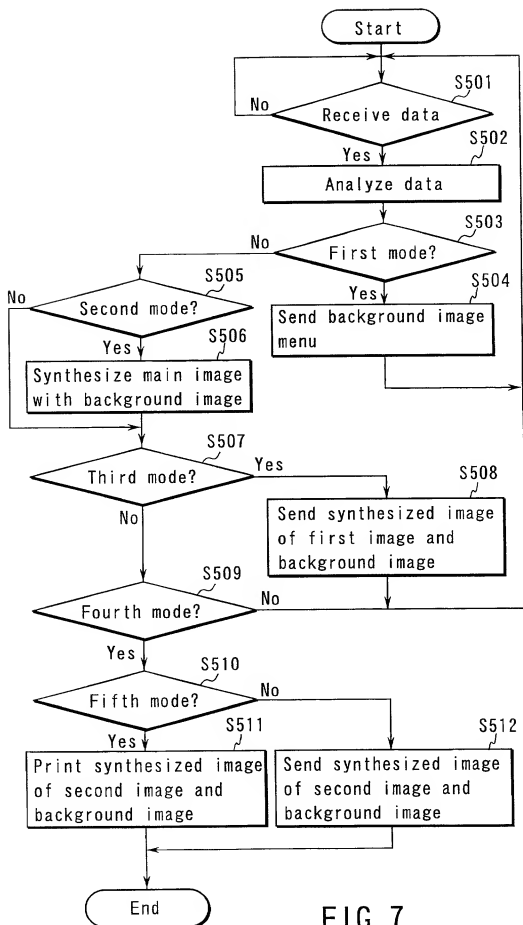 Start
S501
No
Receive data
Yes
S502
Analyze data
S503
No
First mode?
S505
No
Second mode?
Yes
S504
Send background image
menu
Yes
S506
Synthesize main image
with background image
S507
Third mode?
Yes
No
S508
Send synthesized image
of first image and
background image
S509
Fourth mode?
No
Yes
S510
Fifth mode?
No
Yes
S511
Print synthesized image
of second image and
background image
S512
Send synthesized image
of second image and
background image
End
FIG. 7